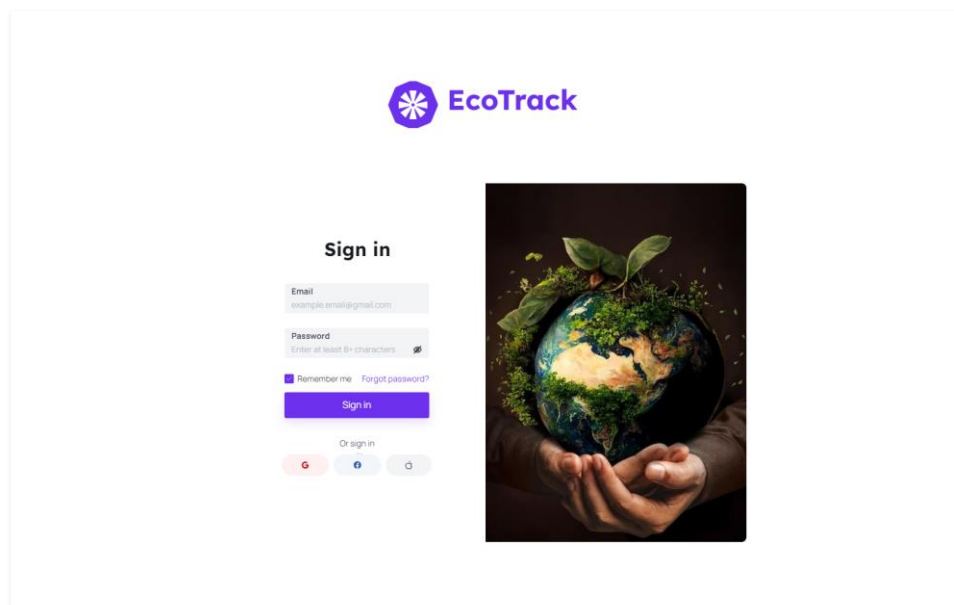 EcoTrack
Sign in
Email
example.email@gmail.com
Password
Enter at least 8+ characters
Remember me Forgot password?
Sign in
Or sign in